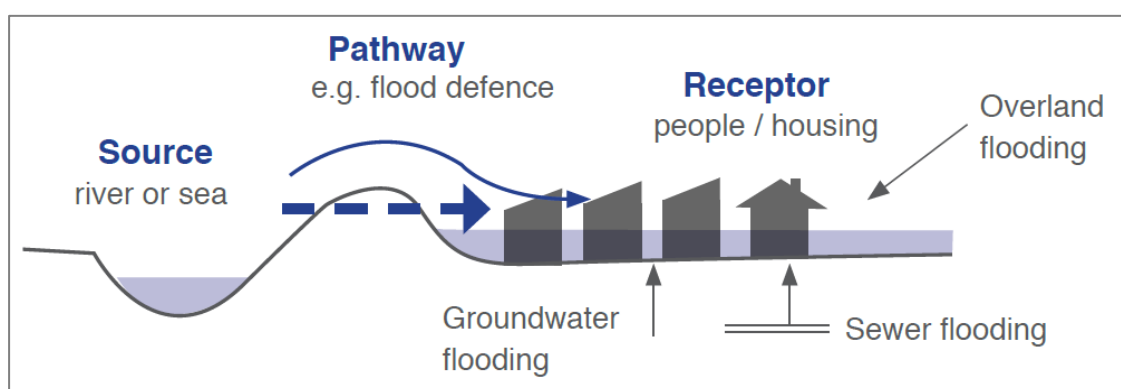 Pathway
e.g. flood defence
Receptor
people / housing
Overland
flooding
Source
river or sea
Groundwater
flooding
Sewer flooding